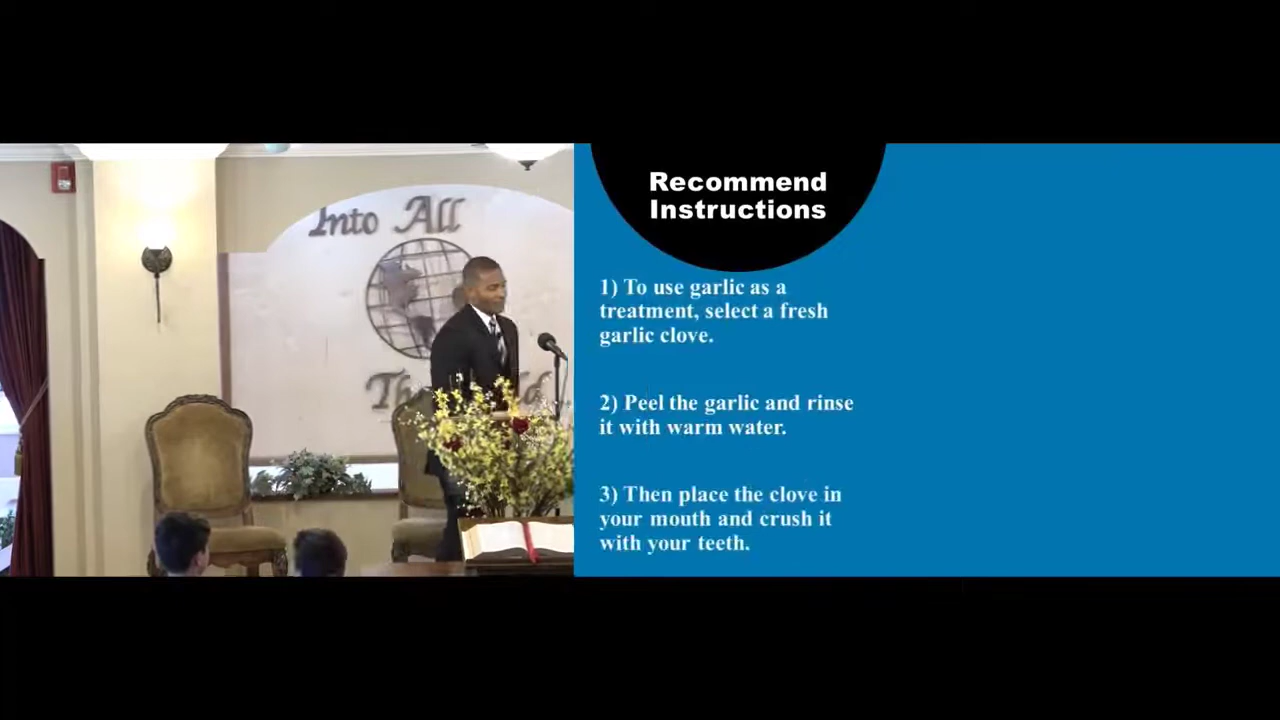 Into All
Recommend
Instructions
1) To use garlic as a
treatment, select a fresh
garlic clove.
2) Peel the garlic and rinse
it with warm water.
3) Then place the clove in
your mouth and crush it
with your teeth.